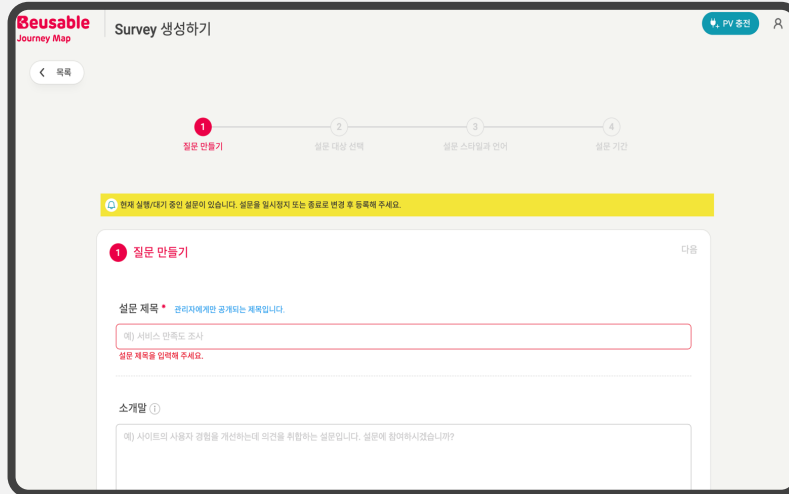 Beusable
Journey Map
Survey 생성하기
PV 충전
목록
1
2
3
4
질문 만들기
설문 대상 선택
설문 스타일과 언어
설문 기간
현재 실행/대기 중인 설문이 있습니다. 설문을 일시정지 또는 종료로 변경 후 등록해 주세요.
1 질문 만들기
다음
설문 제목 * 관리자에게만 공개되는 제목입니다.
예) 서비스 만족도 조사
설문 제목을 입력해 주세요.
소개말
예) 사이트의 사용자 경험을 개선하는데 의견을 취합하는 설문입니다. 설문에 참여하시겠습니까?